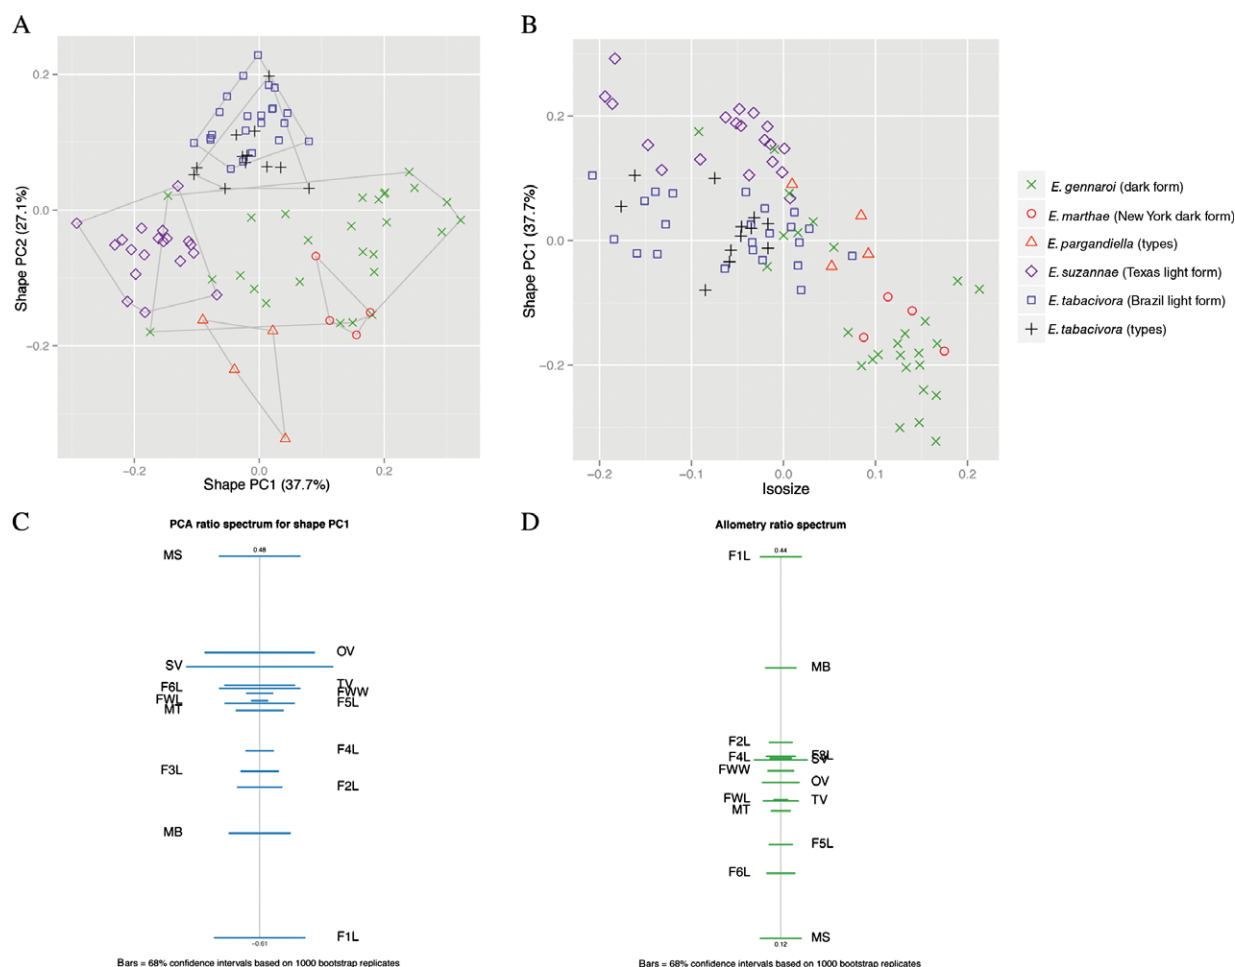 A
B
0.2
0.0
−0.2
Shape PC2 (27.1%)
−0.2
0.0
0.2
Shape PC1 (37.7%)
0.2
0.0
−0.2
Shape PC1 (37.7%)
−0.2
−0.1
0.0
0.1
0.2
Isosize
E. gennaroi (dark form)
E. marthae (New York dark form)
E. pargandiella (types)
E. suzannae (Texas light form)
E. tabacivora (Brazil light form)
E. tabacivora (types)
C
PCA ratio spectrum for shape PC1
0.48
MS
OV
SV
TV
F6L
FWW
FWL
F5L
MT
F4L
F3L
F2L
MB
F1L
−0.61
Bars = 68% confidence intervals based on 1000 bootstrap replicates
D
Allometry ratio spectrum
0.44
F1L
MB
F2L
F3L
F4L
SV
FWW
OV
FWL
TV
MT
F5L
F6L
MS
0.12
Bars = 68% confidence intervals based on 1000 bootstrap replicates